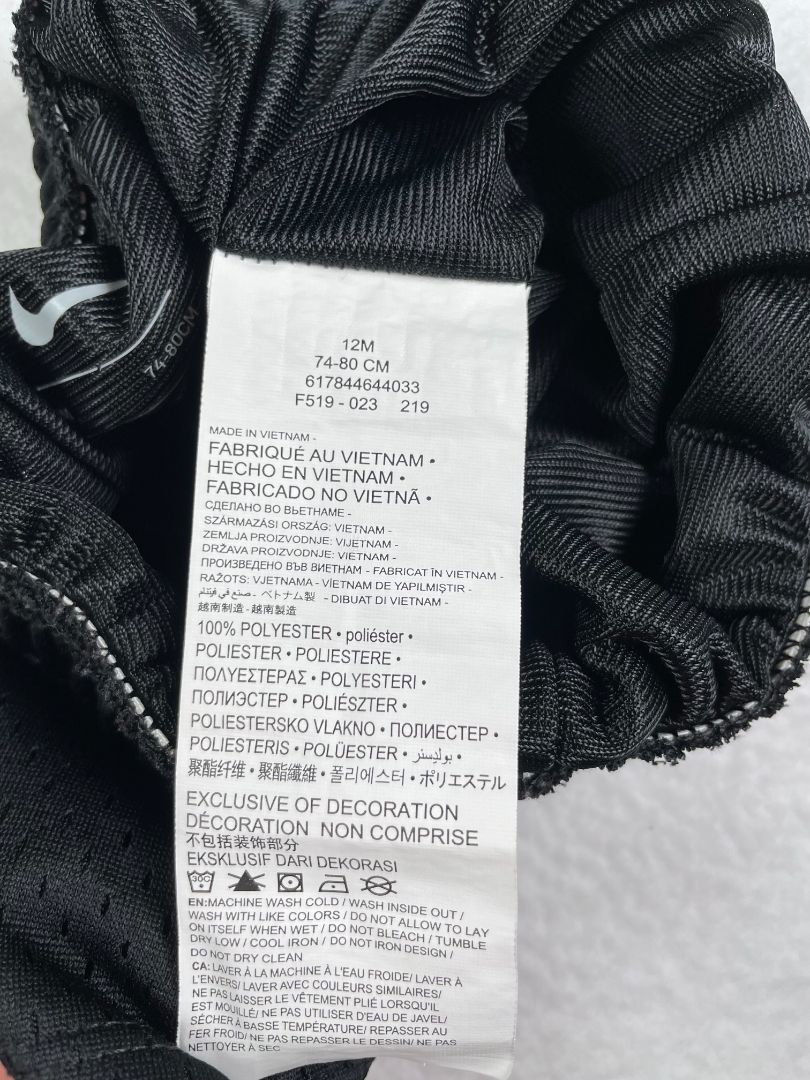 74-80CM
12M
74-80 CM
617844644033
F519 - 023 219
MADE IN VIETNAM -
FABRIQUÉ AU VIETNAM •
HECHO EN VIETNAM •
FABRICADO NO VIETNÃ •
СДЕЛАНО ВО ВЬЕТНАМЕ -
SZÁRMAZÁSI ORSZÁG: VIETNAM -
ZEMLJA PROIZVODNJE: VIJETNAM -
DRŽAVA PROIZVODNJE: VIETNAM -
ПРОИЗВЕДЕНО ВЪВ ВИЕТНАМ - FABRICAT ÎN VIETNAM -
RAŽOTS: VJETNAMA - VİETNAM DE YAPILMIŞTIR -
صنع في فيتنام - ベトナム製 - DIBUAT DI VIETNAM -
越南制造 - 越南製造
100% POLYESTER • poliéster •
POLIESTER • POLIESTERE •
ΠΟΛΥΕΣΤΕΡΑΣ • POLYESTERI •
ПОЛИЭСТЕР • POLIÉSZTER •
POLIESTERSKO VLAKNO • ПОЛИЕСТЕР •
POLIESTERIS • POLÜESTER • بوليستر •
聚酯纤维 • 聚酯纖維 • 폴리에스터 • ポリエステル
EXCLUSIVE OF DECORATION
DÉCORATION NON COMPRISE
不包括装饰部分
EKSKLUSIF DARI DEKORASI
30C
EN:MACHINE WASH COLD / WASH INSIDE OUT /
WASH WITH LIKE COLORS / DO NOT ALLOW TO LAY
ON ITSELF WHEN WET / DO NOT BLEACH / TUMBLE
DRY LOW / COOL IRON / DO NOT IRON DESIGN /
DO NOT DRY CLEAN
CA: LAVER À LA MACHINE À L'EAU FROIDE/ LAVER À
L'ENVERS/ LAVER AVEC COULEURS SIMILAIRES/
NE PAS LAISSER LE VÊTEMENT PLIÉ LORSQU'IL
EST MOUILLÉ/ NE PAS UTILISER D'EAU DE JAVEL/
SÉCHER À BASSE TEMPÉRATURE/ REPASSER AU
FER FROID/ NE PAS REPASSER LE DESSIN/ NE PAS
NETTOYER À SEC